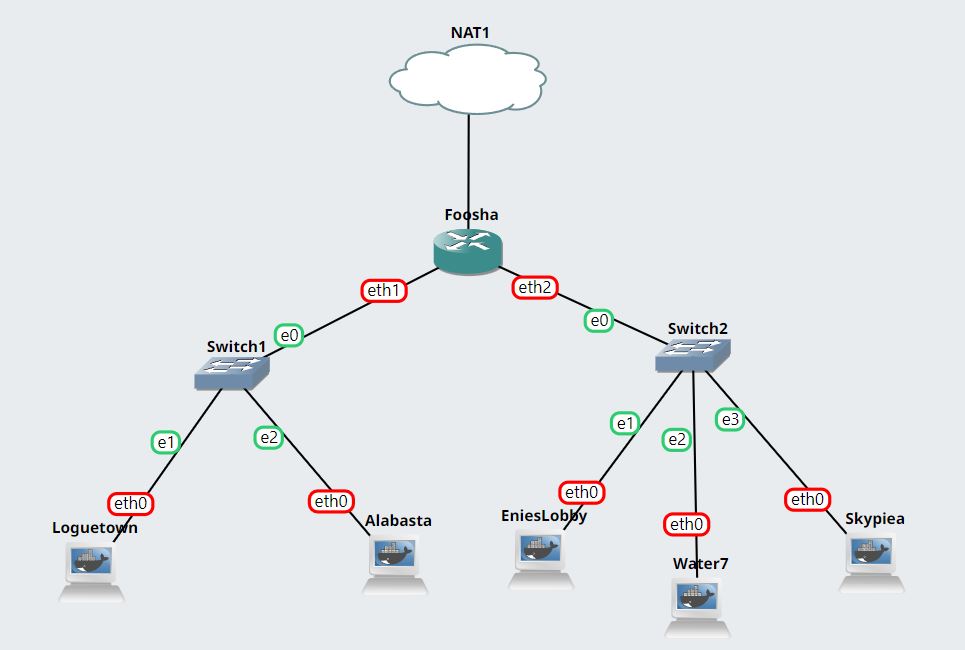 NAT1
Foosha
eth1
eth2
e0
e0
Switch1
Switch2
e1
e2
e1
e2
e3
eth0
eth0
eth0
eth0
eth0
Loguetown
Alabasta
EniesLobby
Water7
Skypiea